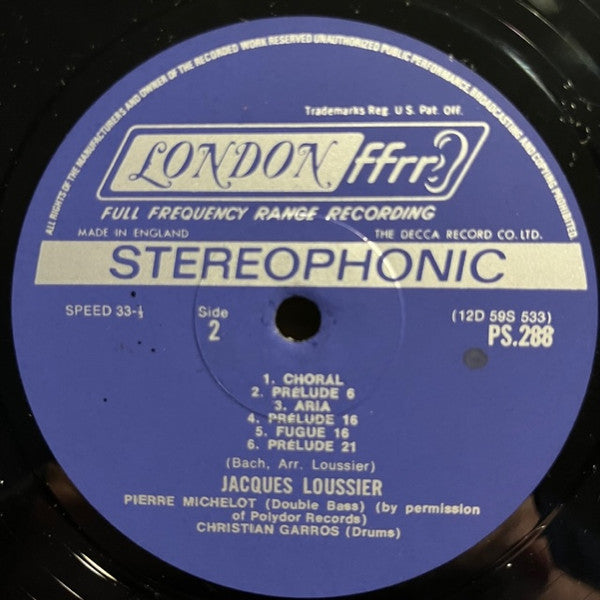 ALL RIGHTS OF THE MANUFACTURERS AND OWNER OF THE RECORDED WORK RESERVED UNAUTHORIZED PUBLIC PERFORMANCE, BROADCASTING AND COPYING PROHIBITED.
Trademarks Reg. U S. Pat. Off.
LONDON ffrr
FULL FREQUENCY RANGE RECORDING
MADE IN ENGLAND THE DECCA RECORD CO. LTD.
STEREOPHONIC
SPEED 33-⅓ Side 2 (12D 59S 533)
PS.288
1. CHORAL
2. PRÉLUDE 6
3. ARIA
4. PRÉLUDE 16
5. FUGUE 16
6. PRÉLUDE 21
(Bach, Arr. Loussier)
JACQUES LOUSSIER
PIERRE MICHELOT (Double Bass) (by permission
of Polydor Records)
CHRISTIAN GARROS (Drums)